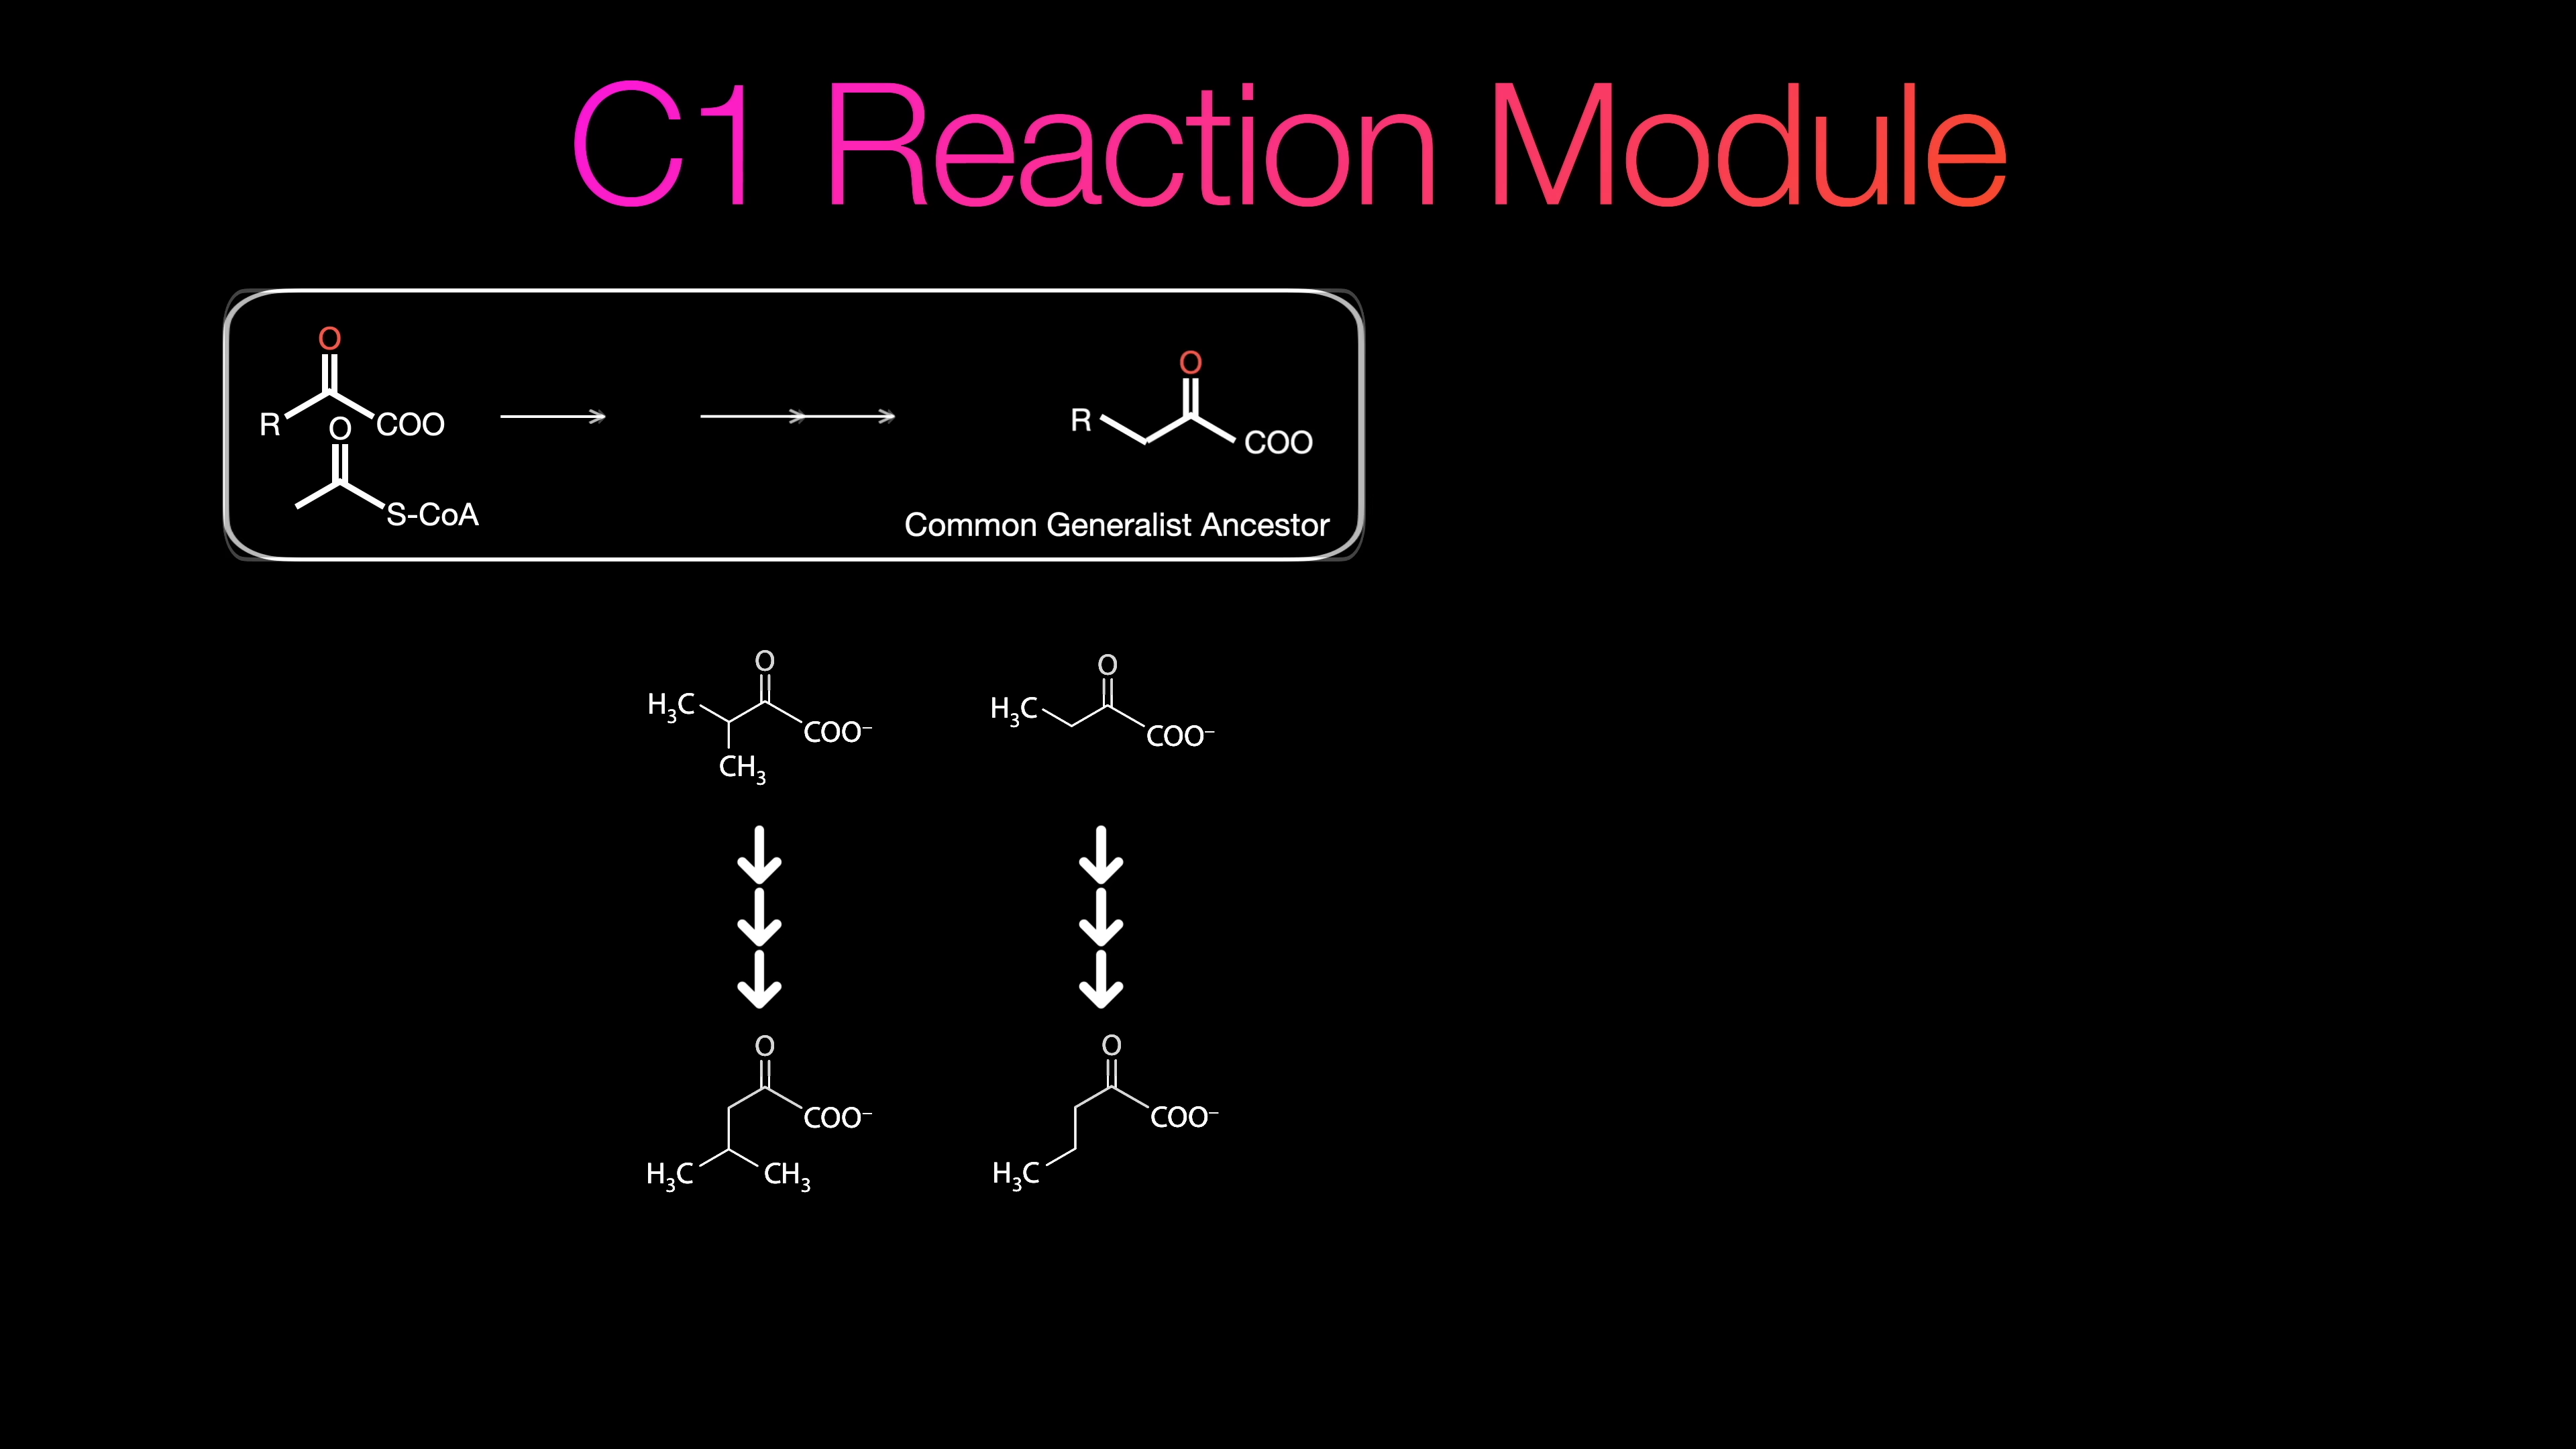 C1 Reaction Module
O
R
COO
O
S-CoA
O
R
COO
Common Generalist Ancestor
O
H₃C
COO⁻
CH₃
O
H₃C
COO⁻
O
COO⁻
H₃C
CH₃
O
COO⁻
H₃C